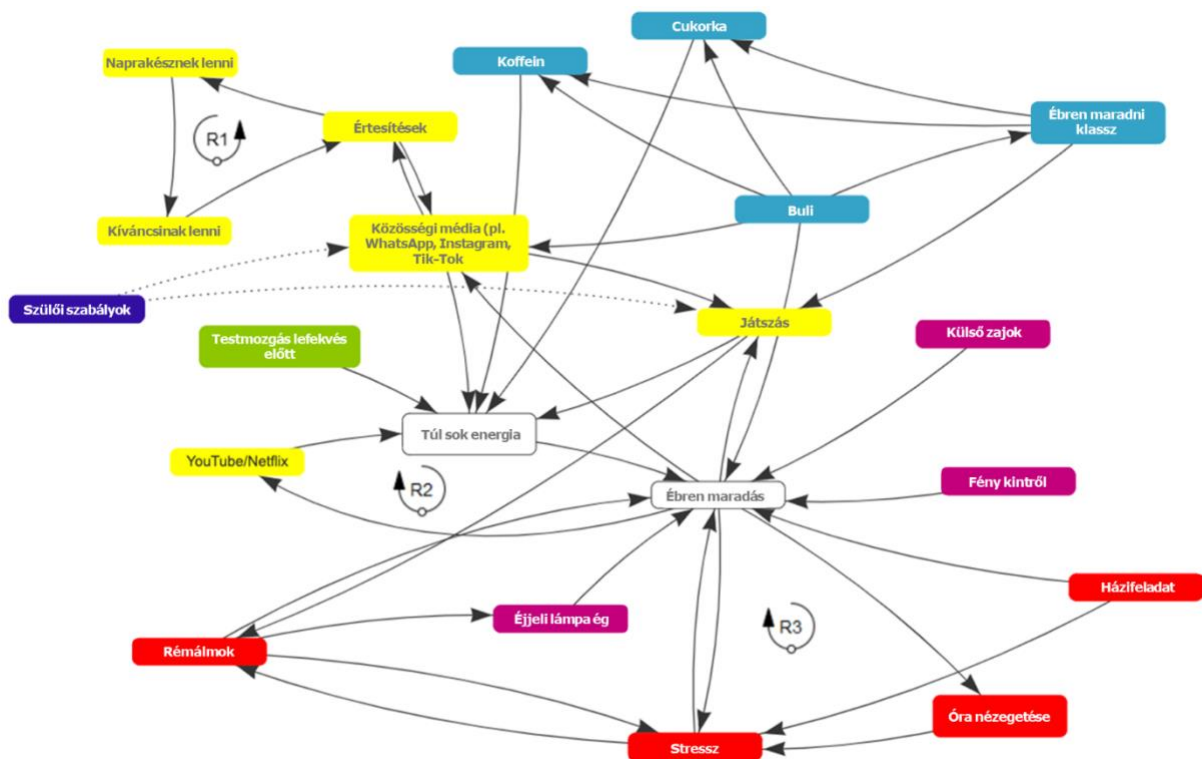 Cukorka
Naprakésznek lenni
Koffein
Ébren maradni
klassz
Értesítések
R1
Buli
Kíváncsinak lenni
Közösségi média (pl.
WhatsApp, Instagram,
Tik-Tok
Szülői szabályok
Játszás
Külső zajok
Testmozgás lefekvés
előtt
Túl sok energia
YouTube/Netflix
R2
Ébren maradás
Fény kintről
Házifeladat
Éjjeli lámpa ég
R3
Rémálmok
Óra nézegetése
Stressz